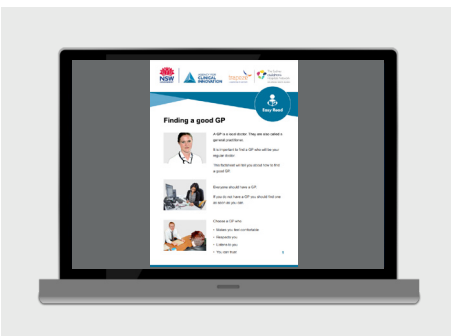 NSW
AGENCY FOR
CLINICAL
INNOVATION
Easy Read
Finding a good GP
A GP is a local doctor. They are also called a
general practitioner.
It is important to find a GP who will be your
regular doctor.
This factsheet will tell you about how to find
a good GP.
Everyone should have a GP.
If you do not have a GP you should find one
as soon as you can.
Choose a GP who
• Makes you feel comfortable
• Respects you
• Listens to you
• You can trust